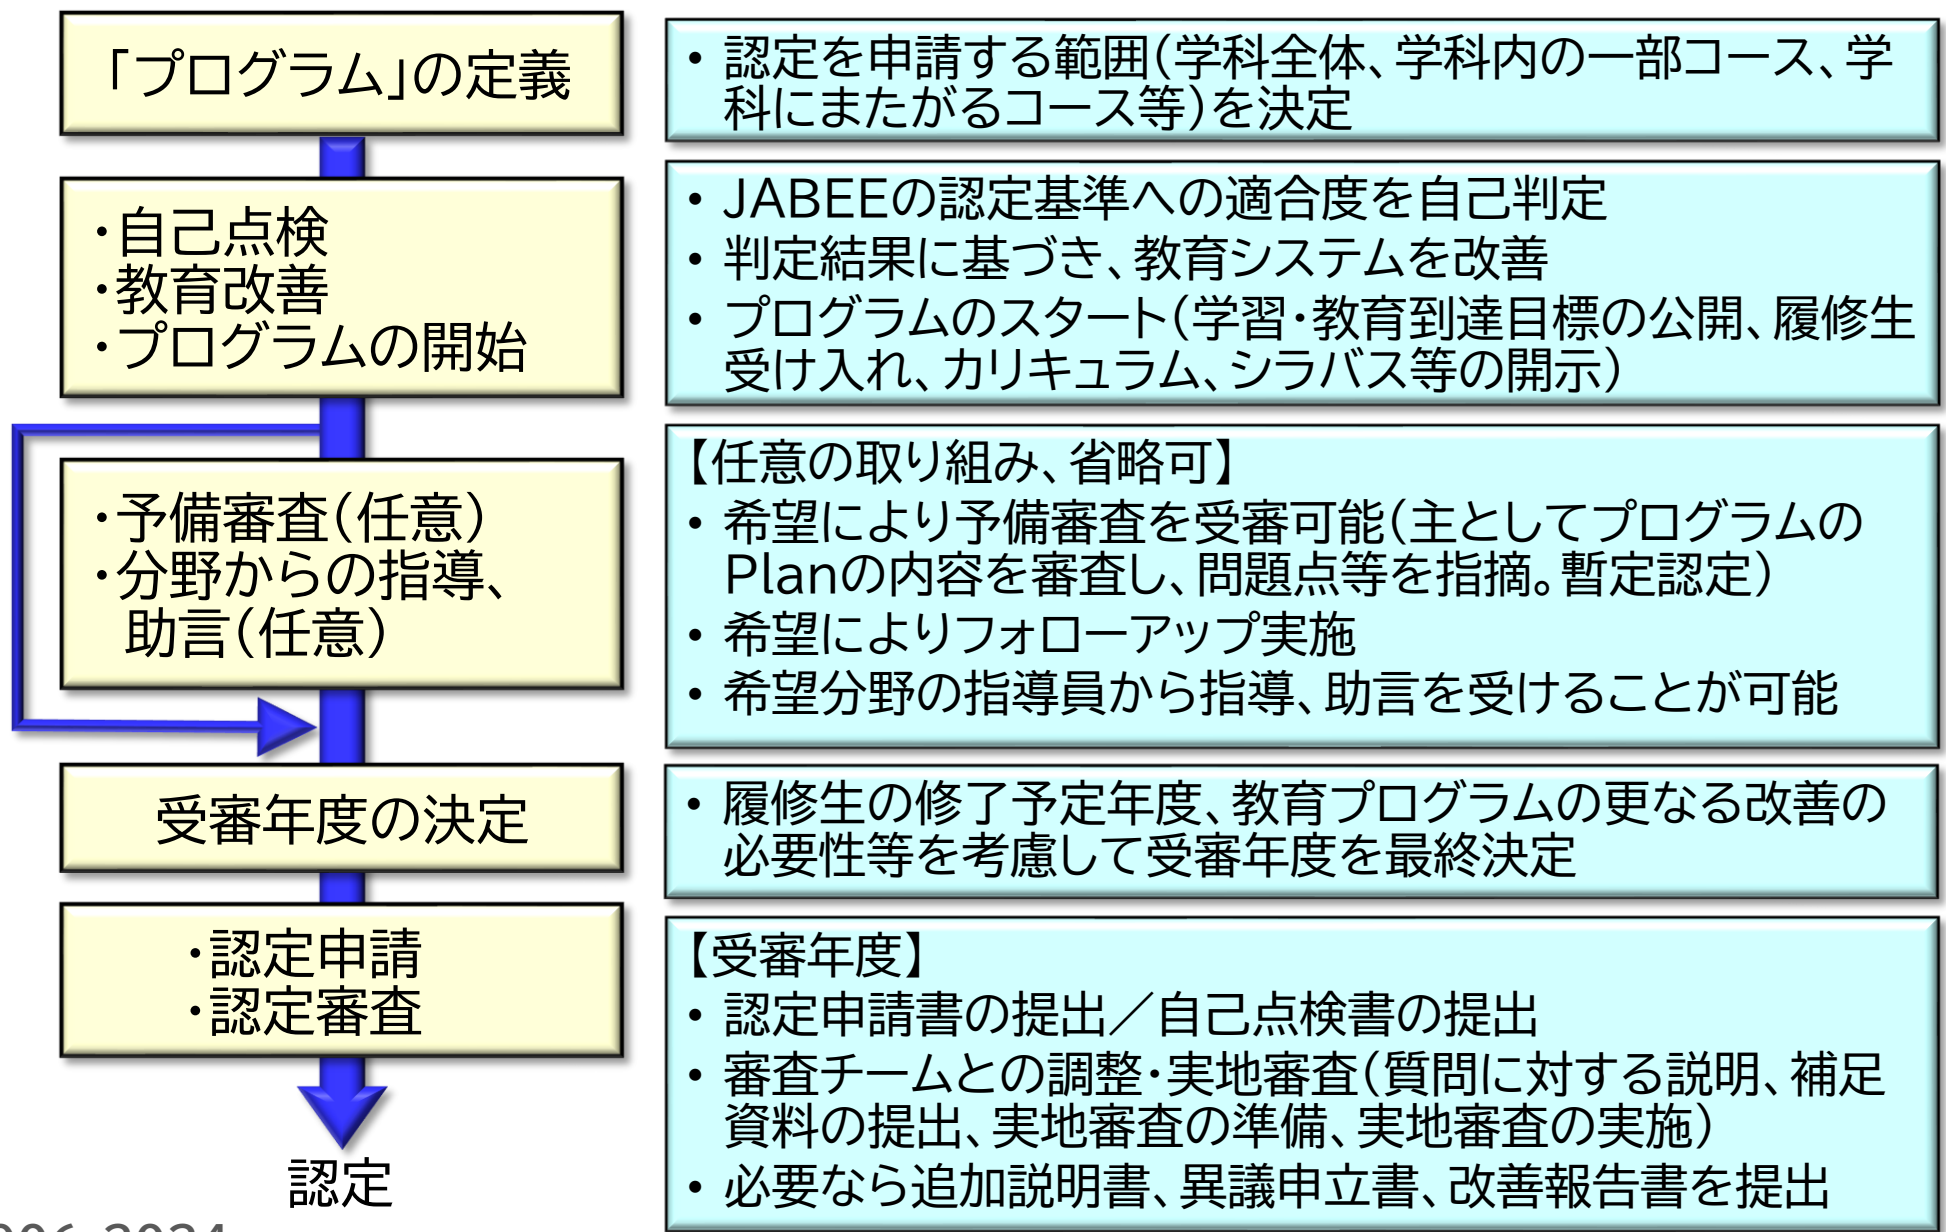 「プログラム」の定義
・認定を申請する範囲（学科全体、学科内の一部コース、学
科にまたがるコース等）を決定
・自己点検
・教育改善
・プログラムの開始
・JABEEの認定基準への適合度を自己判定
・判定結果に基づき、教育システムを改善
・プログラムのスタート（学習・教育到達目標の公開、履修生
受け入れ、カリキュラム、シラバス等の開示）
・予備審査（任意）
・分野からの指導、
助言（任意）
【任意の取り組み、省略可】
・希望により予備審査を受審可能（主としてプログラムの
Planの内容を審査し、問題点等を指摘。暫定認定）
・希望によりフォローアップ実施
・希望分野の指導員から指導、助言を受けることが可能
受審年度の決定
・履修生の修了予定年度、教育プログラムの更なる改善の
必要性等を考慮して受審年度を最終決定
・認定申請
・認定審査
【受審年度】
・認定申請書の提出／自己点検書の提出
・審査チームとの調整・実地審査（質問に対する説明、補足
資料の提出、実地審査の準備、実地審査の実施）
・必要なら追加説明書、異議申立書、改善報告書を提出
認定